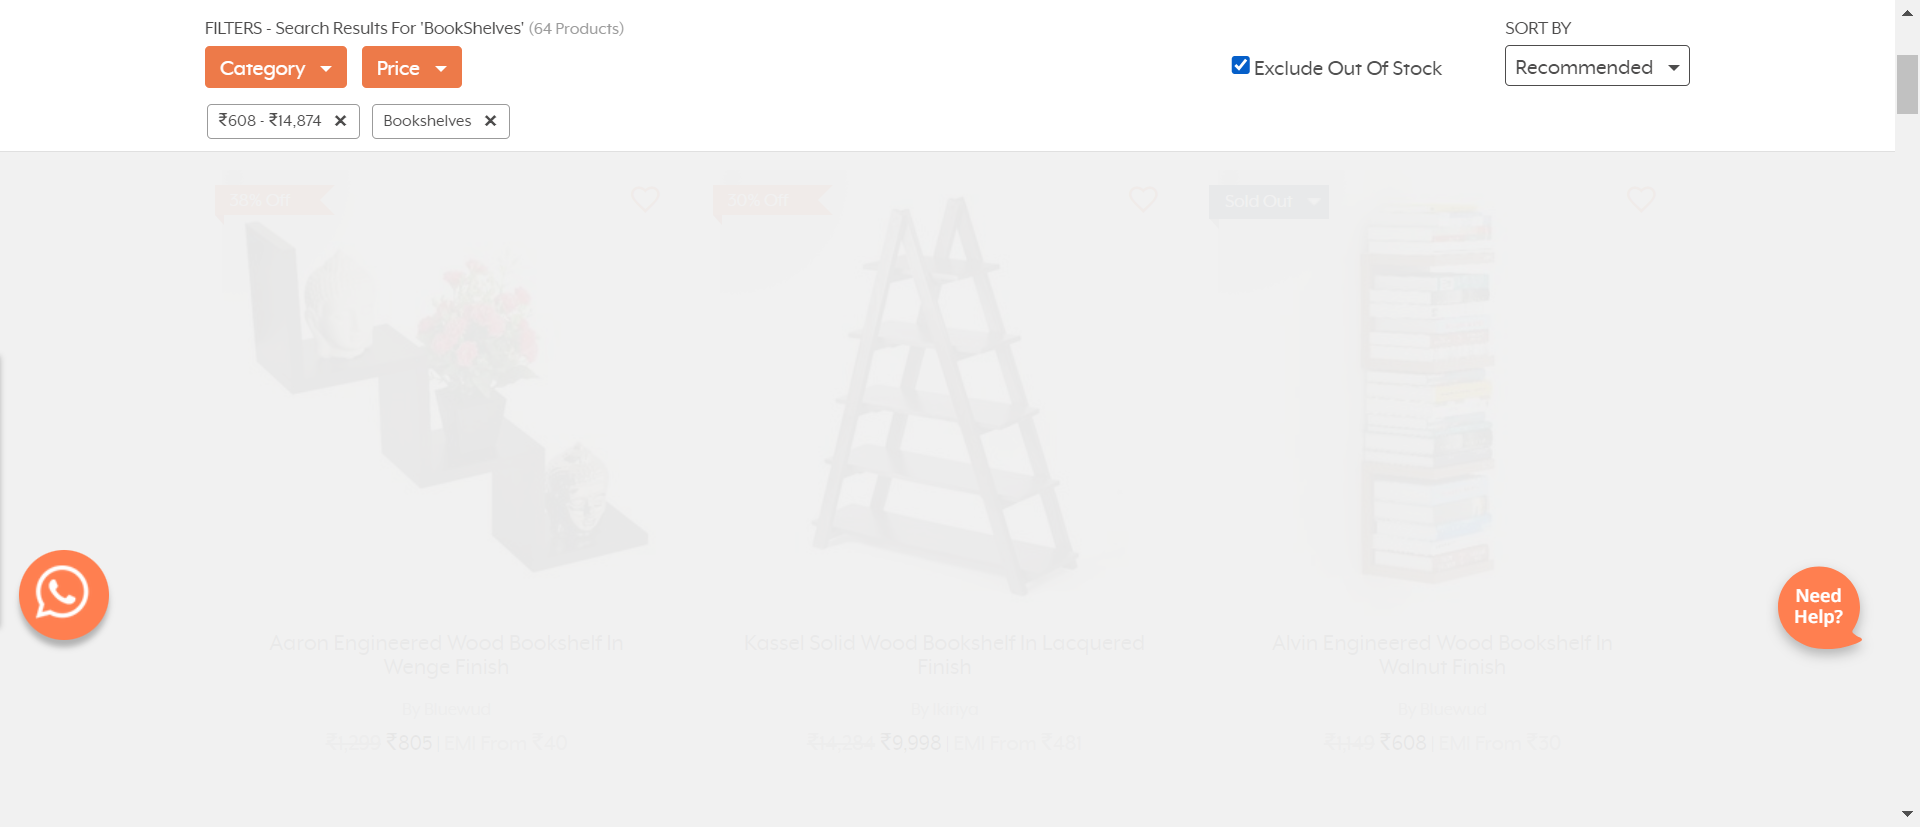 FILTERS - Search Results For 'BookShelves' (64 Products)
SORT BY
Category
Price
Exclude Out Of Stock
Recommended
₹608 - ₹14,874
Bookshelves
38% Off
30% Off
Sold Out
Aaron Engineered Wood Bookshelf In
Wenge Finish
By Bluewud
₹1,299 ₹805 | EMI From ₹40
Kassel Solid Wood Bookshelf In Lacquered
Finish
₹14,284 ₹9,998 | EMI From ₹481
Alvin Engineered Wood Bookshelf In
Walnut Finish
By Bluewud
₹1,149 ₹608 | EMI From ₹30
Need
Help?